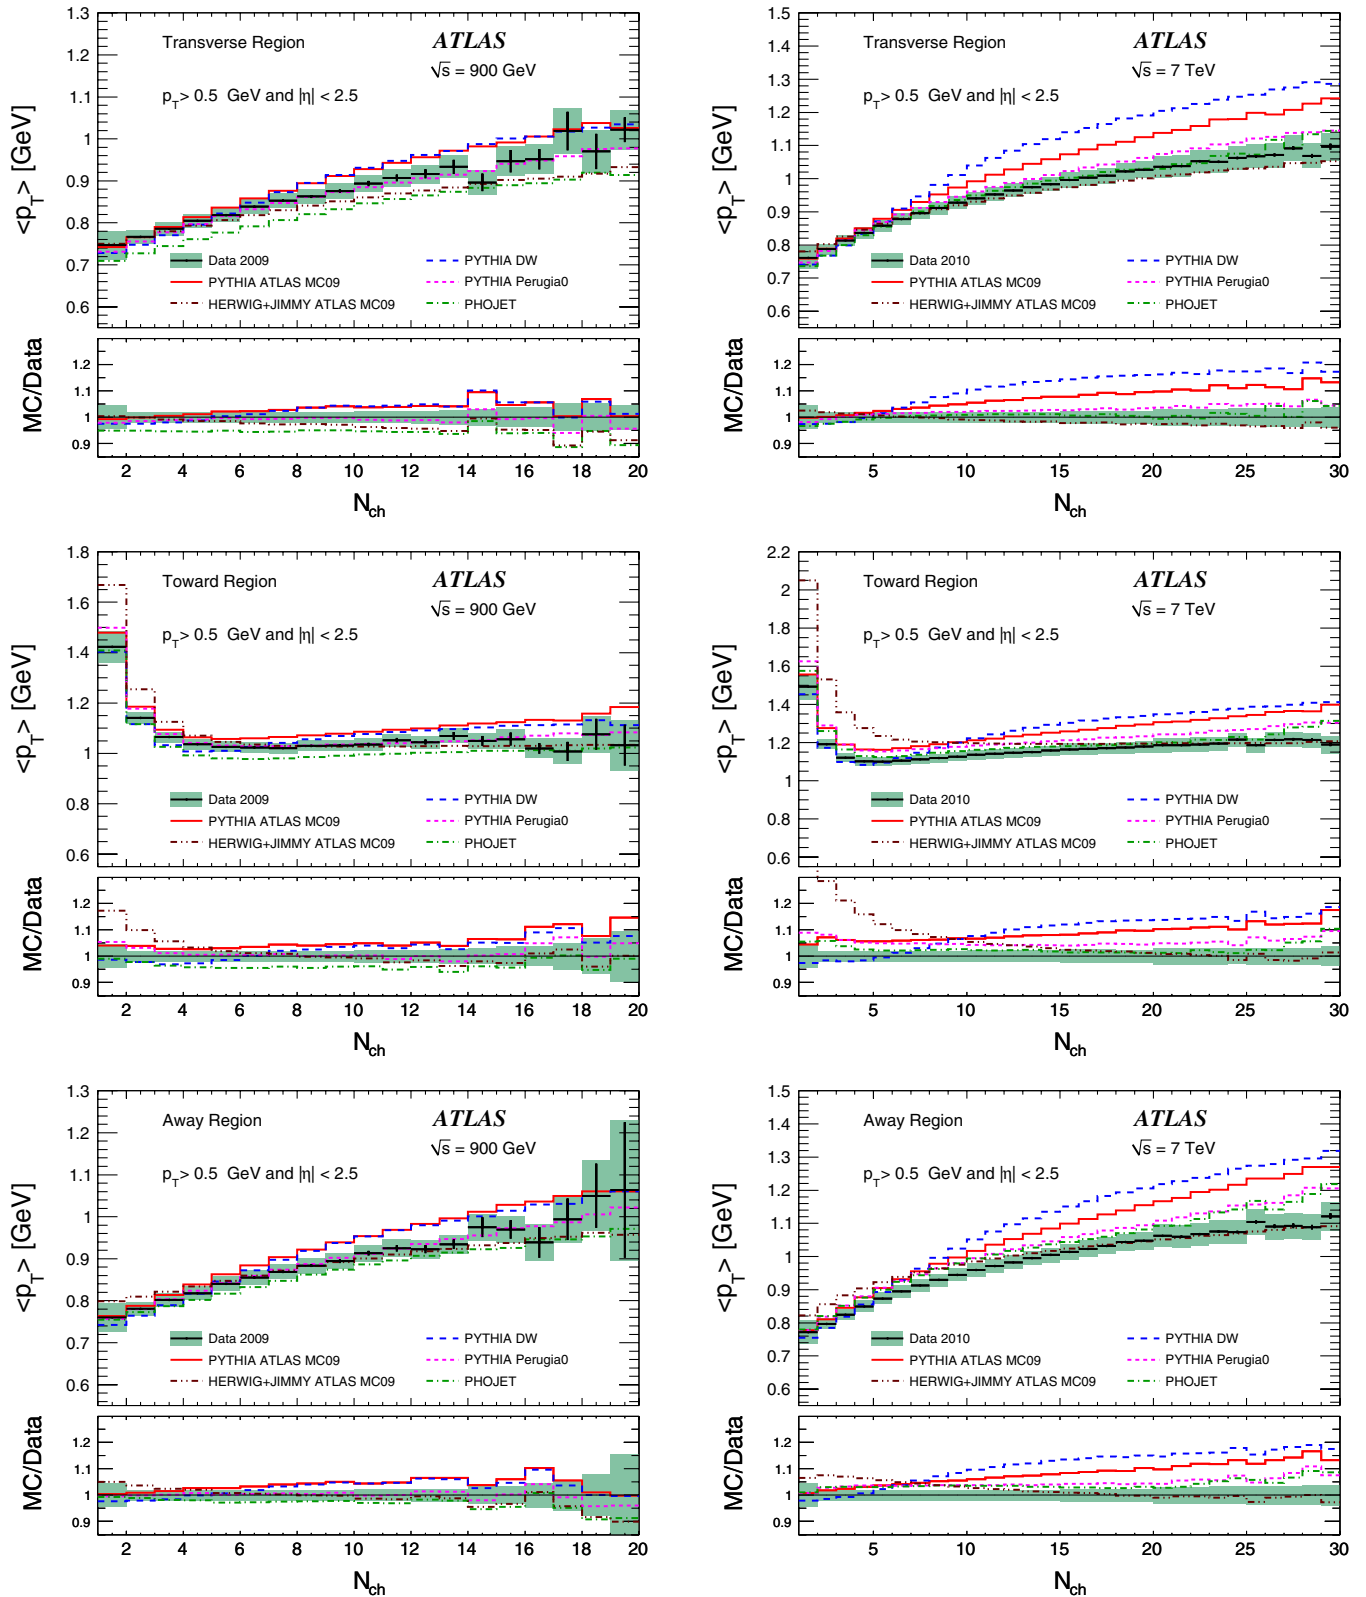 Transverse Region
ATLAS
√s = 900 GeV
p_T > 0.5 GeV and |η| < 2.5
<p_T> [GeV]
1.3
1.2
1.1
1
0.9
0.8
0.7
0.6
Data 2009
PYTHIA ATLAS MC09
HERWIG+JIMMY ATLAS MC09
PYTHIA DW
PYTHIA Perugia0
PHOJET
MC/Data
1.2
1.1
1
0.9
2 4 6 8 10 12 14 16 18 20
N_ch
Transverse Region
ATLAS
√s = 7 TeV
p_T > 0.5 GeV and |η| < 2.5
<p_T> [GeV]
1.5
1.4
1.3
1.2
1.1
1
0.9
0.8
0.7
0.6
Data 2010
PYTHIA ATLAS MC09
HERWIG+JIMMY ATLAS MC09
PYTHIA DW
PYTHIA Perugia0
PHOJET
MC/Data
1.2
1.1
1
0.9
5 10 15 20 25 30
N_ch
Toward Region
ATLAS
√s = 900 GeV
p_T > 0.5 GeV and |η| < 2.5
<p_T> [GeV]
1.8
1.6
1.4
1.2
1
0.8
0.6
Data 2009
PYTHIA ATLAS MC09
HERWIG+JIMMY ATLAS MC09
PYTHIA DW
PYTHIA Perugia0
PHOJET
MC/Data
1.2
1.1
1
0.9
2 4 6 8 10 12 14 16 18 20
N_ch
Toward Region
ATLAS
√s = 7 TeV
p_T > 0.5 GeV and |η| < 2.5
<p_T> [GeV]
2.2
2
1.8
1.6
1.4
1.2
1
0.8
0.6
Data 2010
PYTHIA ATLAS MC09
HERWIG+JIMMY ATLAS MC09
PYTHIA DW
PYTHIA Perugia0
PHOJET
MC/Data
1.2
1.1
1
0.9
5 10 15 20 25 30
N_ch
Away Region
ATLAS
√s = 900 GeV
p_T > 0.5 GeV and |η| < 2.5
<p_T> [GeV]
1.3
1.2
1.1
1
0.9
0.8
0.7
0.6
Data 2009
PYTHIA ATLAS MC09
HERWIG+JIMMY ATLAS MC09
PYTHIA DW
PYTHIA Perugia0
PHOJET
MC/Data
1.2
1.1
1
0.9
2 4 6 8 10 12 14 16 18 20
N_ch
Away Region
ATLAS
√s = 7 TeV
p_T > 0.5 GeV and |η| < 2.5
<p_T> [GeV]
1.5
1.4
1.3
1.2
1.1
1
0.9
0.8
0.7
0.6
Data 2010
PYTHIA ATLAS MC09
HERWIG+JIMMY ATLAS MC09
PYTHIA DW
PYTHIA Perugia0
PHOJET
MC/Data
1.2
1.1
1
0.9
5 10 15 20 25 30
N_ch